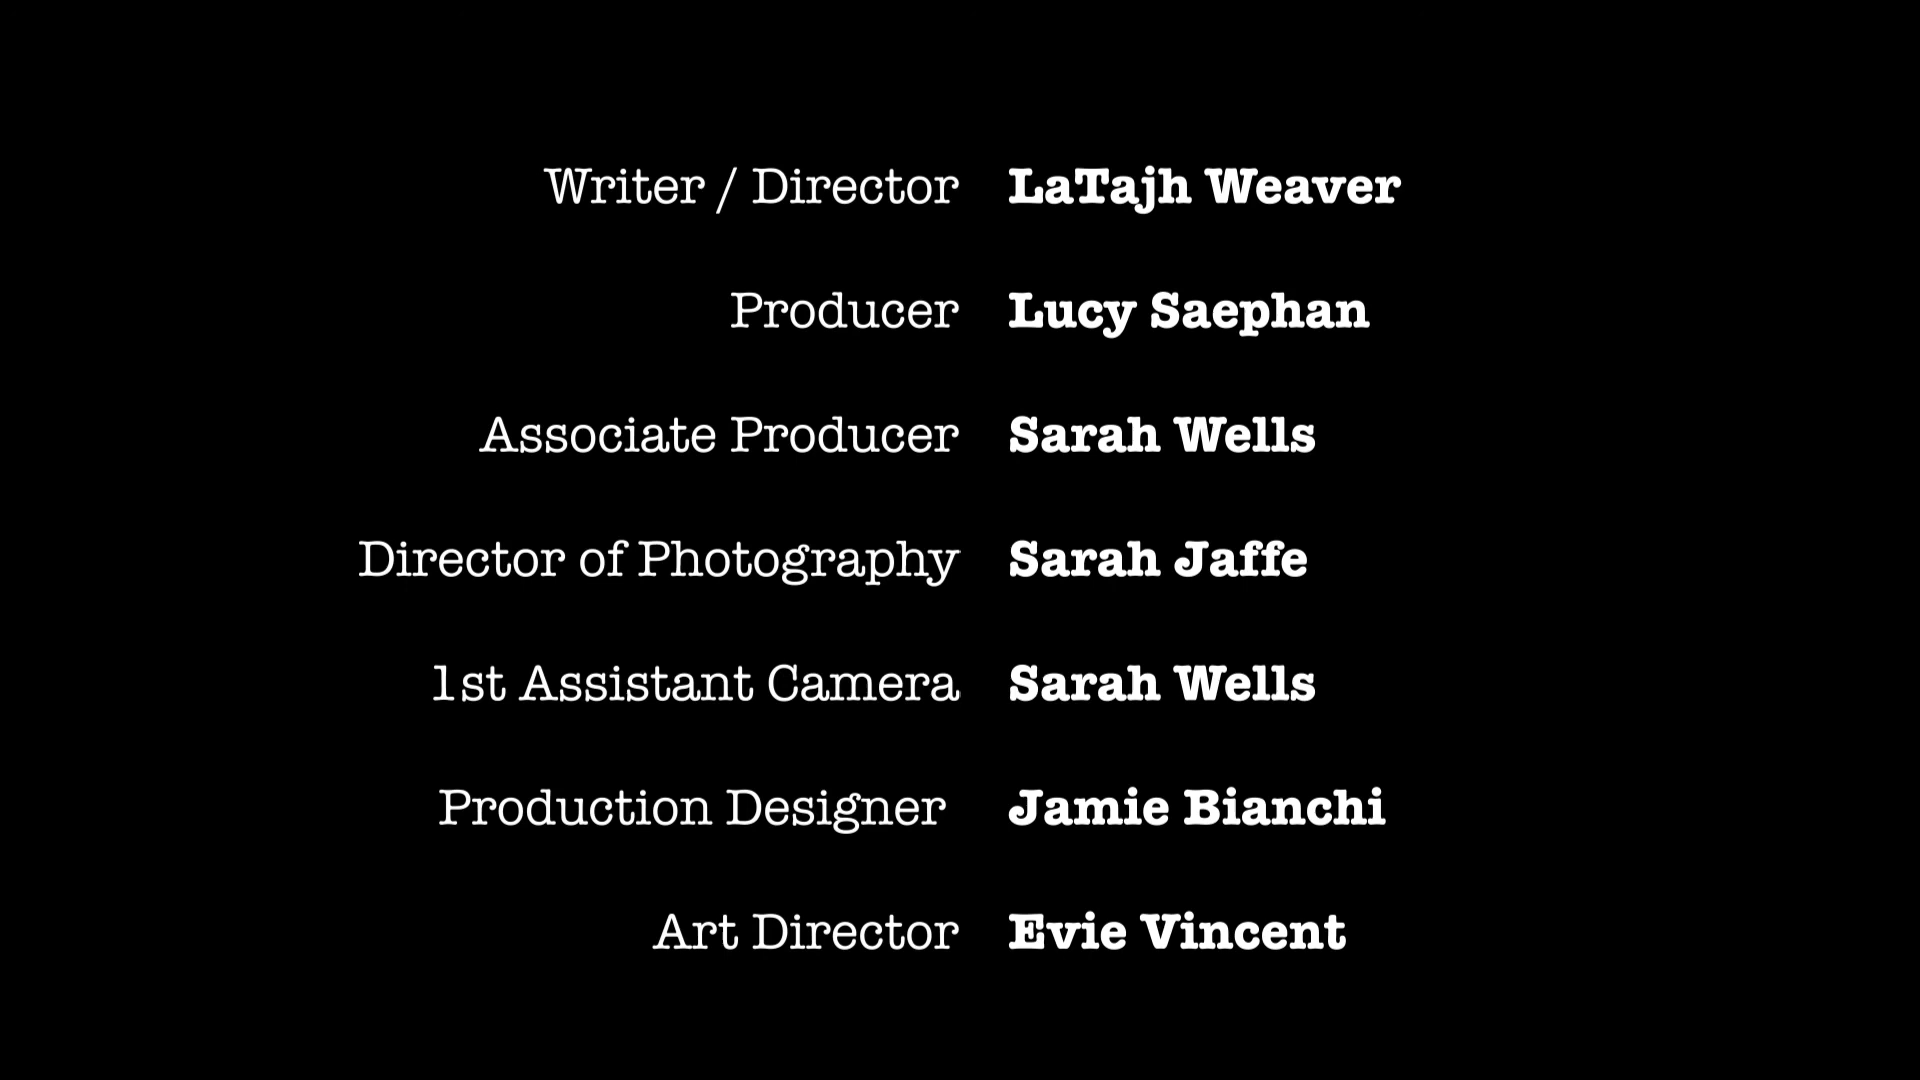 Writer / Director LaTajh Weaver
Producer Lucy Saephan
Associate Producer Sarah Wells
Director of Photography Sarah Jaffe
1st Assistant Camera Sarah Wells
Production Designer Jamie Bianchi
Art Director Evie Vincent